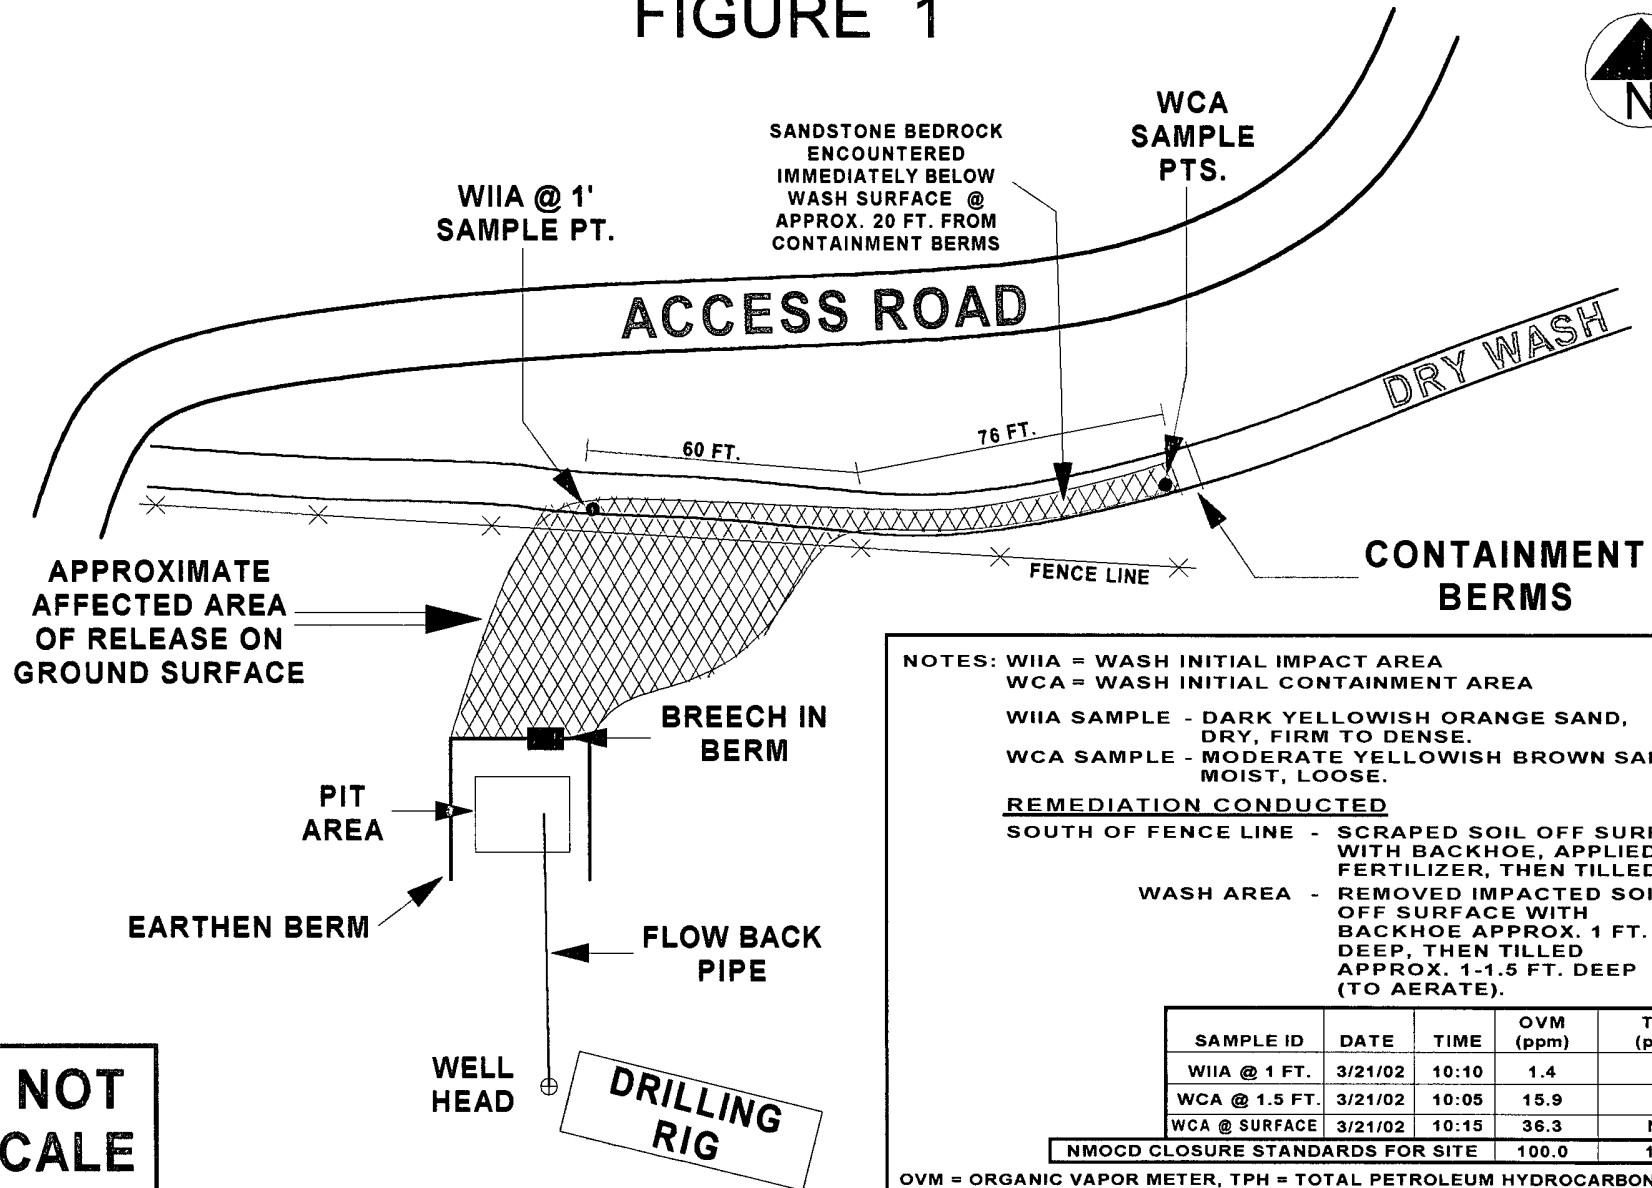 FIGURE 1
N
WCA
SAMPLE
PTS.
SANDSTONE BEDROCK
ENCOUNTERED
IMMEDIATELY BELOW
WASH SURFACE @
APPROX. 20 FT. FROM
CONTAINMENT BERMS
WIIA @ 1'
SAMPLE PT.
ACCESS ROAD
DRY WASH
60 FT.
76 FT.
FENCE LINE
CONTAINMENT
BERMS
APPROXIMATE
AFFECTED AREA
OF RELEASE ON
GROUND SURFACE
BREECH IN
BERM
PIT
AREA
EARTHEN BERM
FLOW BACK
PIPE
WELL
HEAD
DRILLING
RIG
NOT
CALE
NOTES: WIIA = WASH INITIAL IMPACT AREA
WCA = WASH INITIAL CONTAINMENT AREA
WIIA SAMPLE - DARK YELLOWISH ORANGE SAND,
DRY, FIRM TO DENSE.
WCA SAMPLE - MODERATE YELLOWISH BROWN
MOIST, LOOSE.
REMEDIATION CONDUCTED
SOUTH OF FENCE LINE - SCRAPED SOIL OFF
WITH BACKHOE, APPLIED
FERTILIZER, THEN TILLED
WASH AREA - REMOVED IMPACTED
OFF SURFACE WITH
BACKHOE APPROX. 1 FT.
DEEP, THEN TILLED
APPROX. 1-1.5 FT. DEEP
(TO AERATE).
SAMPLE ID DATE TIME OVM (ppm)
WIIA @ 1 FT. 3/21/02 10:10 1.4
WCA @ 1.5 FT. 3/21/02 10:05 15.9
WCA @ SURFACE 3/21/02 10:15 36.3
NMOCD CLOSURE STANDARDS FOR SITE 100.0
OVM = ORGANIC VAPOR METER, TPH = TOTAL PETROLEUM HYDROCARBON